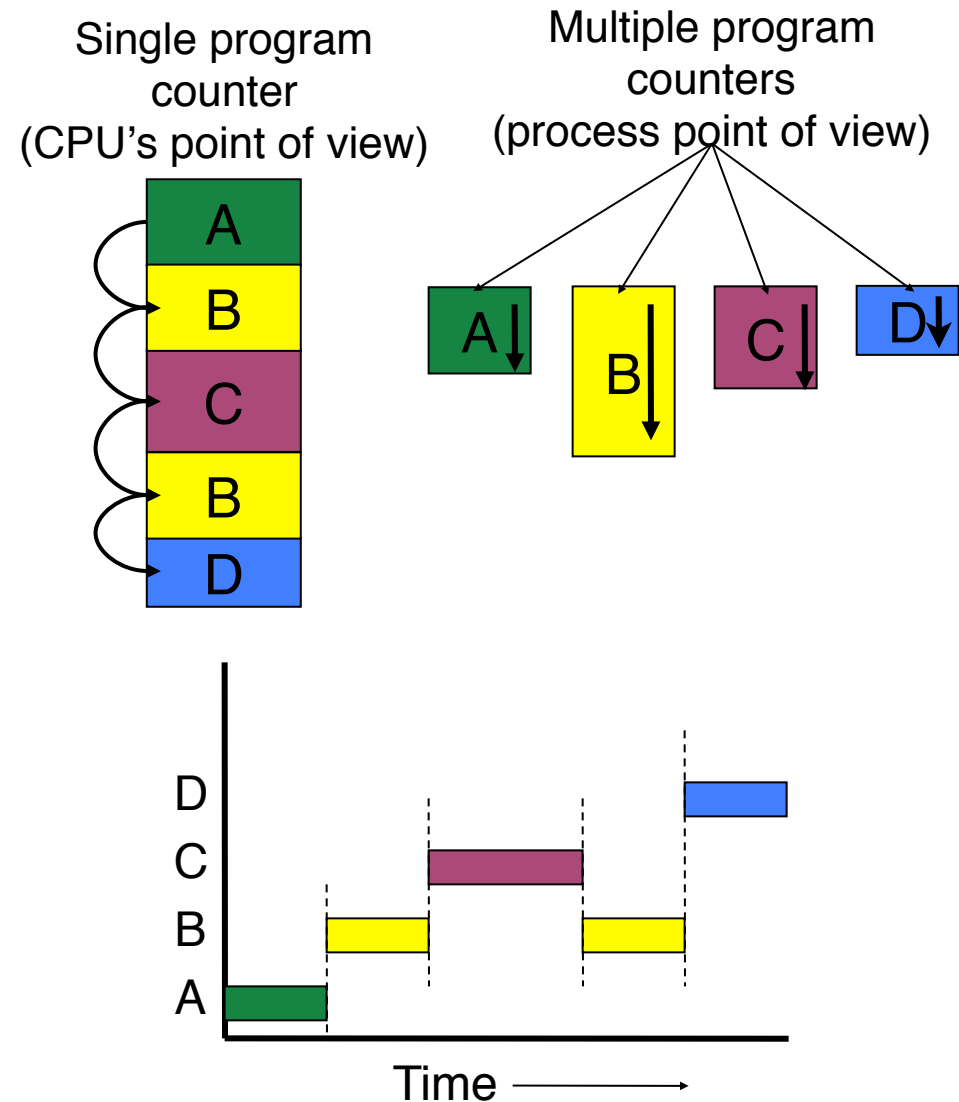 Single program
counter
(CPU's point of view)
A
B
C
B
D
Multiple program
counters
(process point of view)
A
B
C
D
D
C
B
A
Time